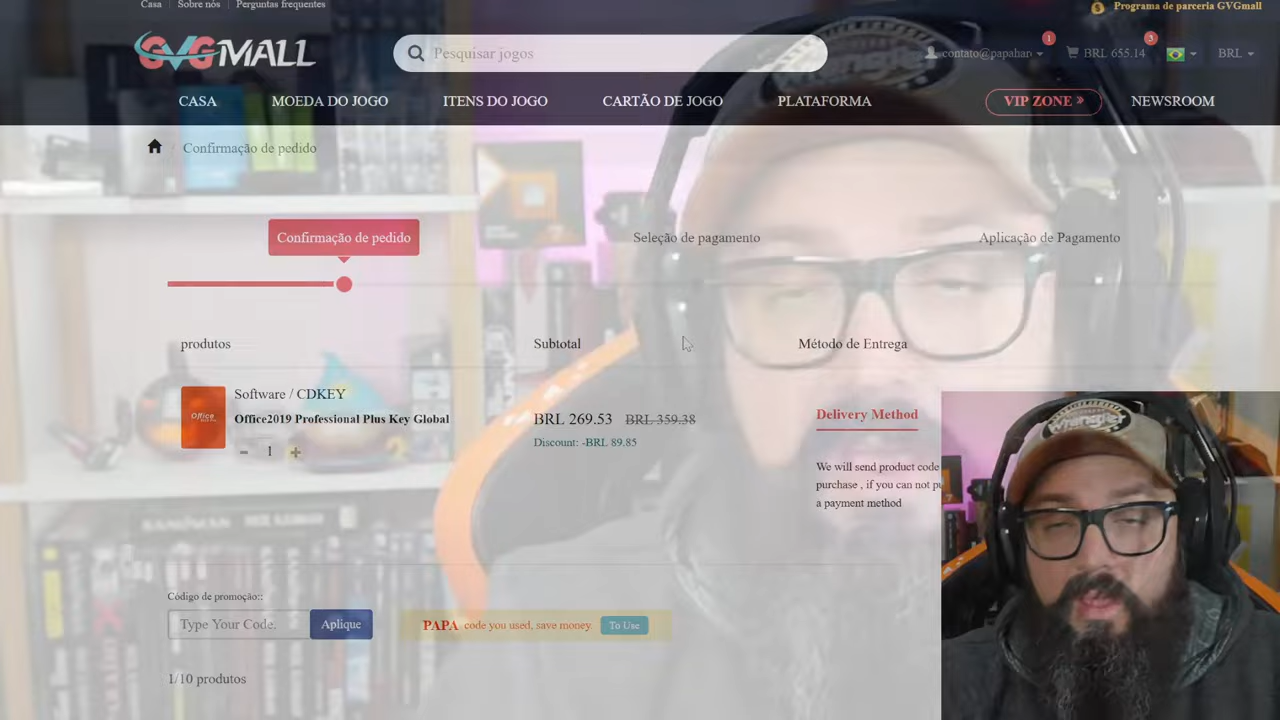 Casa Sobre nós Perguntas frequentes
Programa de parceria GVGmall
GVGMALL
Pesquisar jogos
1
contato@papahar
BRL 655.14
3
BRL
CASA MOEDA DO JOGO ITENS DO JOGO CARTÃO DE JOGO PLATAFORMA VIP ZONE » NEWSROOM
/ Confirmação de pedido
Confirmação de pedido Seleção de pagamento Aplicação de Pagamento
produtos Subtotal Método de Entrega
Software / CDKEY
Office
Office2019 Professional Plus Key Global
- 1 +
BRL 269.53 BRL 359.38
Discount: -BRL 89.85
Delivery Method
We will send product code
purchase , if you can not pu
a payment method
Código de promoção::
Type Your Code. Aplique
PAPA code you used, save money. To Use
1/10 produtos